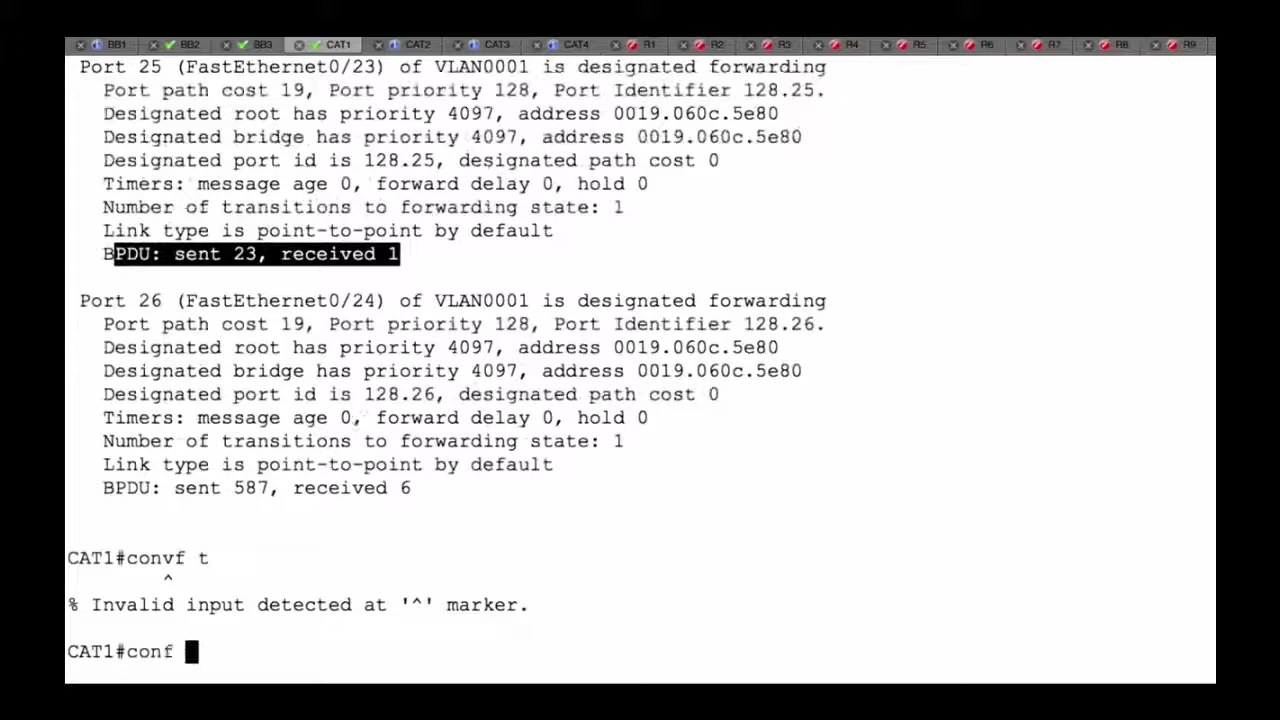 BB1 BB2 BB3 CAT1 CAT2 CAT3 CAT4 R1 R2 R3 R4 R5 R6 R7 R8 R9
Port 25 (FastEthernet0/23) of VLAN0001 is designated forwarding
Port path cost 19, Port priority 128, Port Identifier 128.25.
Designated root has priority 4097, address 0019.060c.5e80
Designated bridge has priority 4097, address 0019.060c.5e80
Designated port id is 128.25, designated path cost 0
Timers: message age 0, forward delay 0, hold 0
Number of transitions to forwarding state: 1
Link type is point-to-point by default
BPDU: sent 23, received 1
Port 26 (FastEthernet0/24) of VLAN0001 is designated forwarding
Port path cost 19, Port priority 128, Port Identifier 128.26.
Designated root has priority 4097, address 0019.060c.5e80
Designated bridge has priority 4097, address 0019.060c.5e80
Designated port id is 128.26, designated path cost 0
Timers: message age 0, forward delay 0, hold 0
Number of transitions to forwarding state: 1
Link type is point-to-point by default
BPDU: sent 587, received 6
CAT1#convf t
^
% Invalid input detected at '^' marker.
CAT1#conf